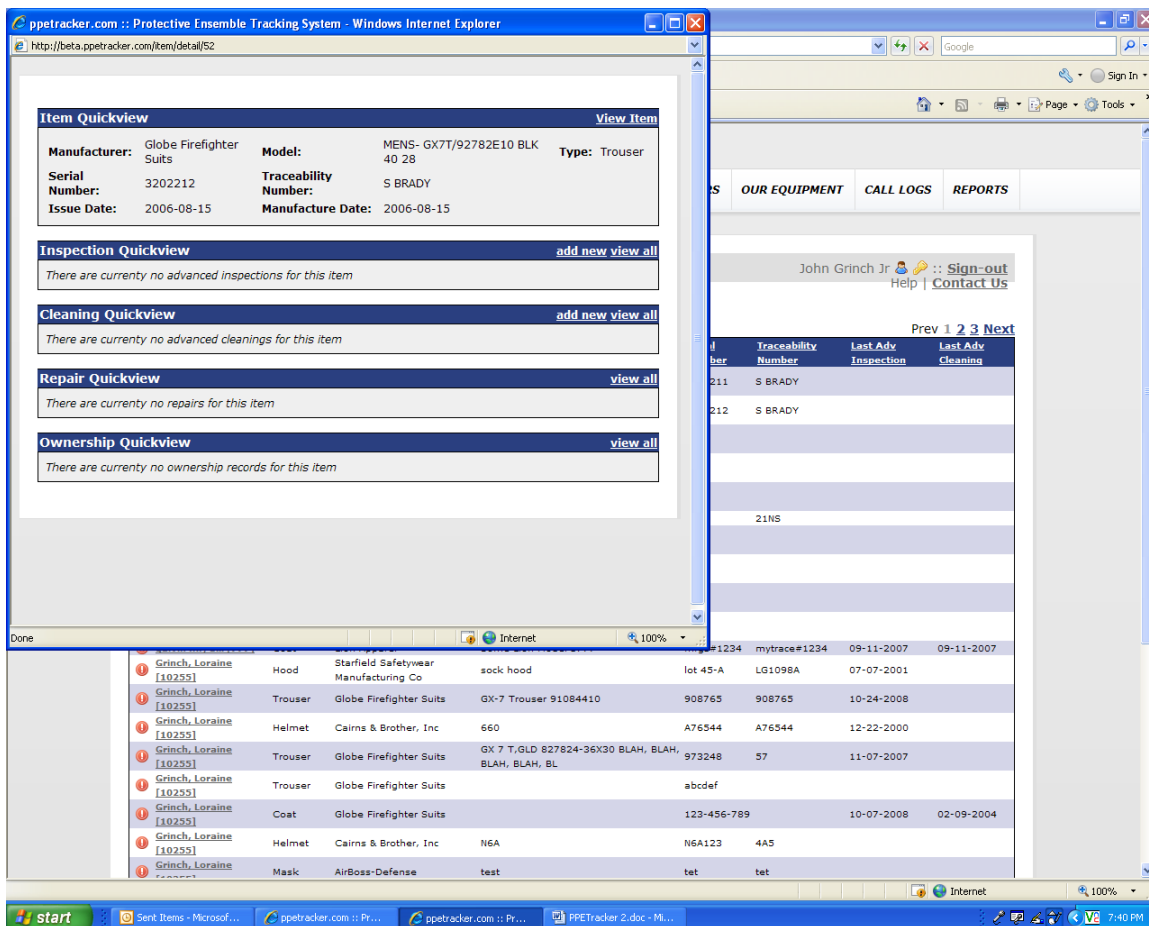 ppetracker.com :: Protective Ensemble Tracking System - Windows Internet Explorer
http://beta.ppetracker.com/item/detail/52
Item Quickview View Item
Manufacturer: Globe Firefighter Suits Model: MENS- GX7T/92782E10 BLK 40 28 Type: Trouser
Serial Number: 3202212 Traceability Number: S BRADY
Issue Date: 2006-08-15 Manufacture Date: 2006-08-15
Inspection Quickview add new view all
There are currenty no advanced inspections for this item
Cleaning Quickview add new view all
There are currenty no advanced cleanings for this item
Repair Quickview view all
There are currenty no repairs for this item
Ownership Quickview view all
There are currenty no ownership records for this item
Done Internet 100%
Google
Sign In
Page Tools
OUR EQUIPMENT CALL LOGS REPORTS
John Grinch Jr :: Sign-out
Help | Contact Us
Prev 1 2 3 Next
Traceability Number Last Adv Inspection Last Adv Cleaning
211 S BRADY
212 S BRADY
21NS
mytrace#1234 09-11-2007 09-11-2007
Grinch, Loraine [10255] Hood Starfield Safetywear Manufacturing Co sock hood lot 45-A LG1098A 07-07-2001
Grinch, Loraine [10255] Trouser Globe Firefighter Suits GX-7 Trouser 91084410 908765 908765 10-24-2008
Grinch, Loraine [10255] Helmet Cairns & Brother, Inc 660 A76544 A76544 12-22-2000
Grinch, Loraine [10255] Trouser Globe Firefighter Suits GX 7 T,GLD 827824-36X30 BLAH, BLAH, BLAH, BLAH, BL 973248 57 11-07-2007
Grinch, Loraine [10255] Trouser Globe Firefighter Suits abcdef
Grinch, Loraine [10255] Coat Globe Firefighter Suits 123-456-789 10-07-2008 02-09-2004
Grinch, Loraine [10255] Helmet Cairns & Brother, Inc N6A N6A123 4A5
Grinch, Loraine Mask AirBoss-Defense test tet tet
Internet 100%
start Sent Items - Microsof... ppetracker.com :: Pr... ppetracker.com :: Pr... PPETracker 2.doc - Mi... 7:40 PM